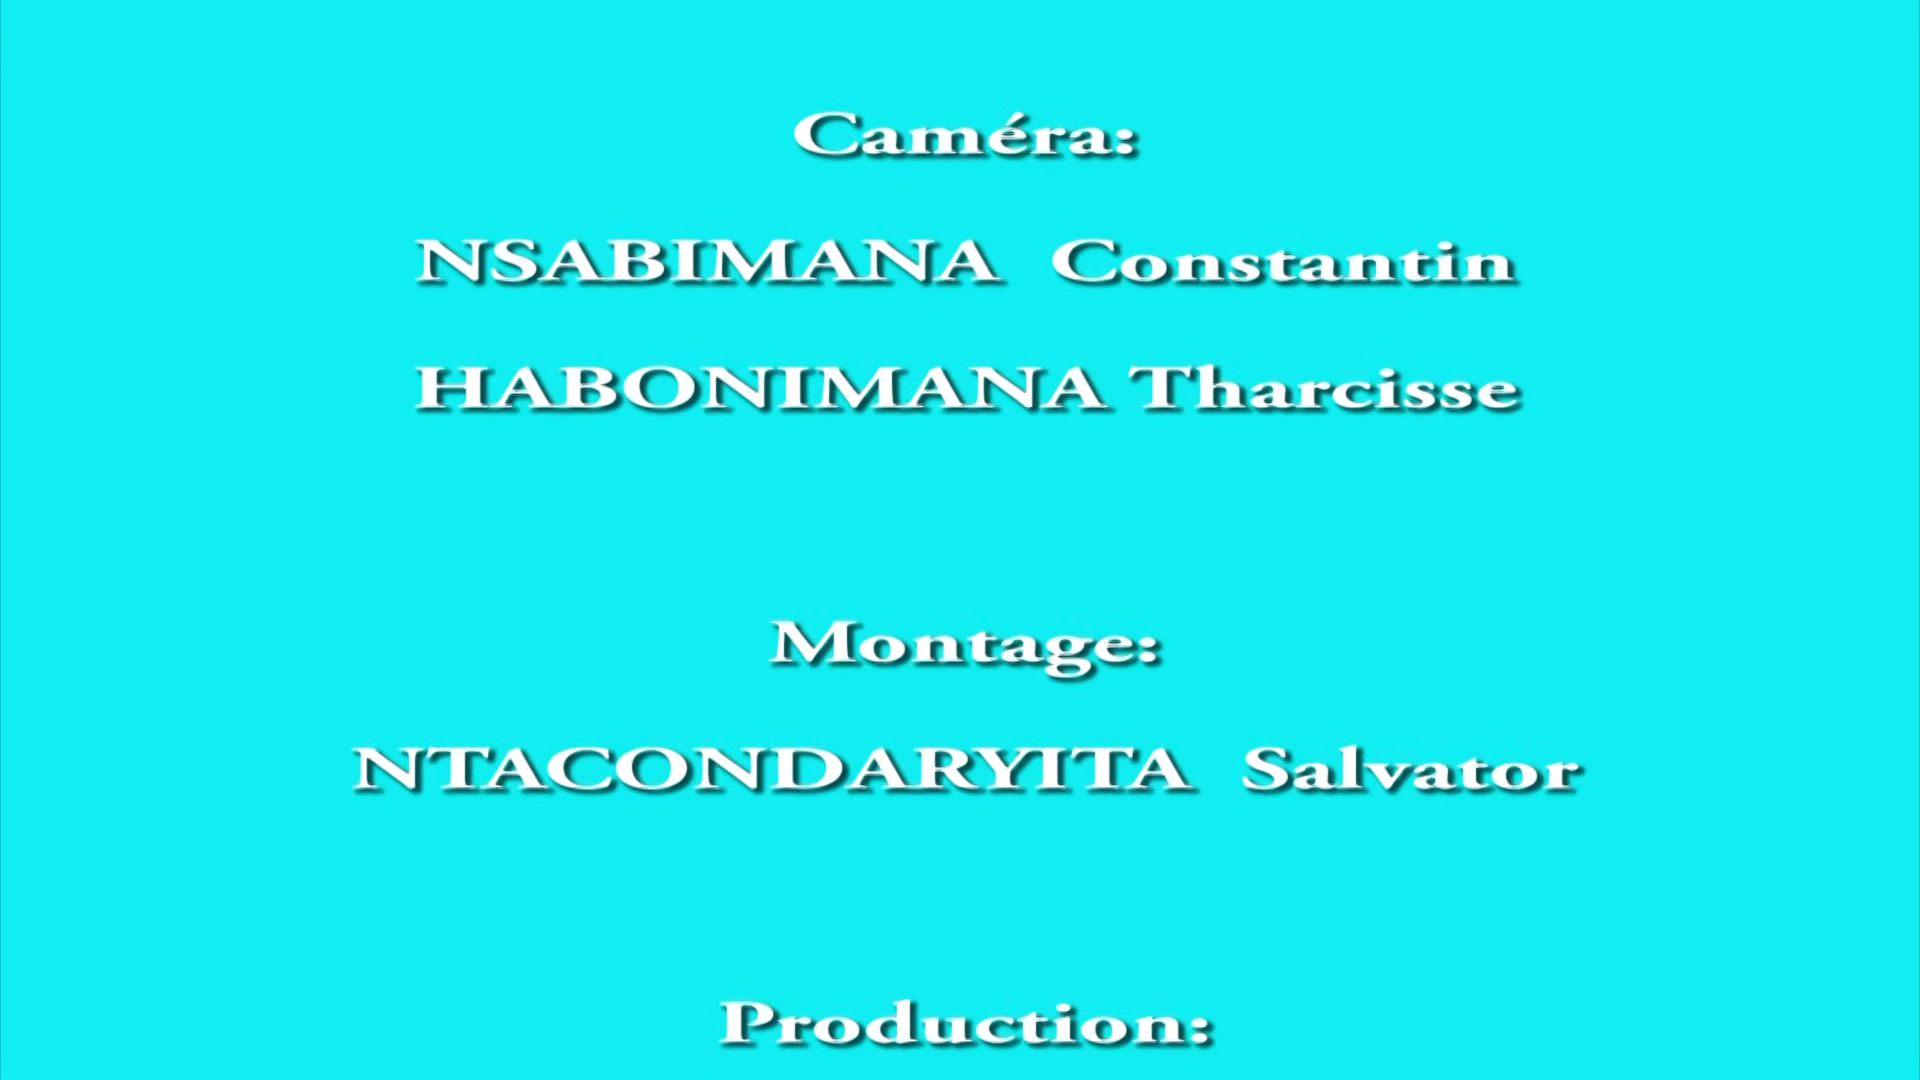 Caméra:
NSABIMANA Constantin
HABONIMANA Tharcisse
Montage:
NTACONDARYITA Salvator
Production: